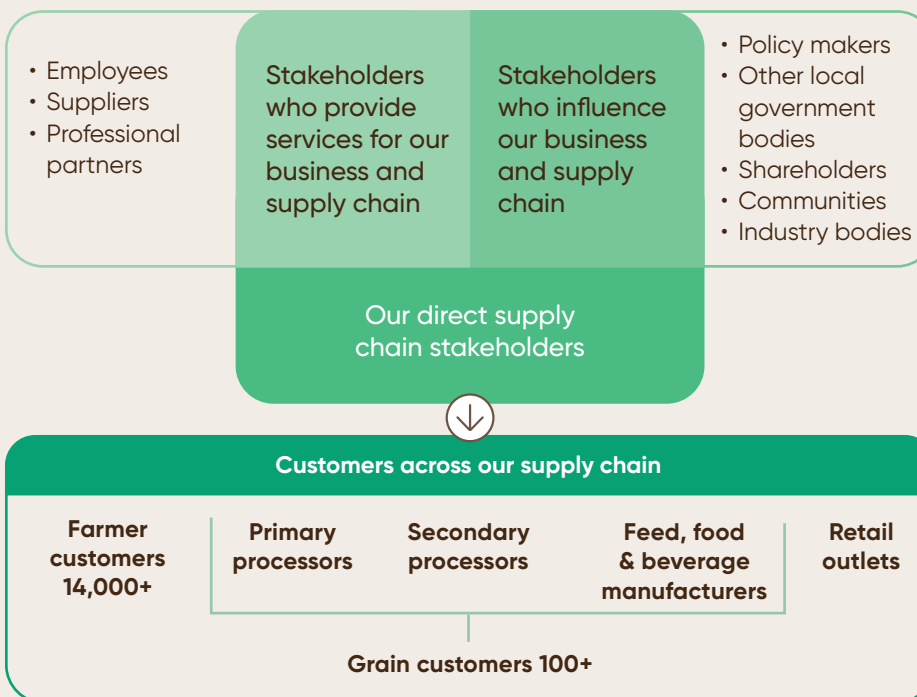 • Employees
• Suppliers
• Professional
partners
Stakeholders
who provide
services for our
business and
supply chain
Stakeholders
who influence
our business
and supply
chain
• Policy makers
• Other local
government
bodies
• Shareholders
• Communities
• Industry bodies
Our direct supply
chain stakeholders
Customers across our supply chain
Farmer
customers
14,000+
Primary
processors
Secondary
processors
Feed, food
& beverage
manufacturers
Retail
outlets
Grain customers 100+